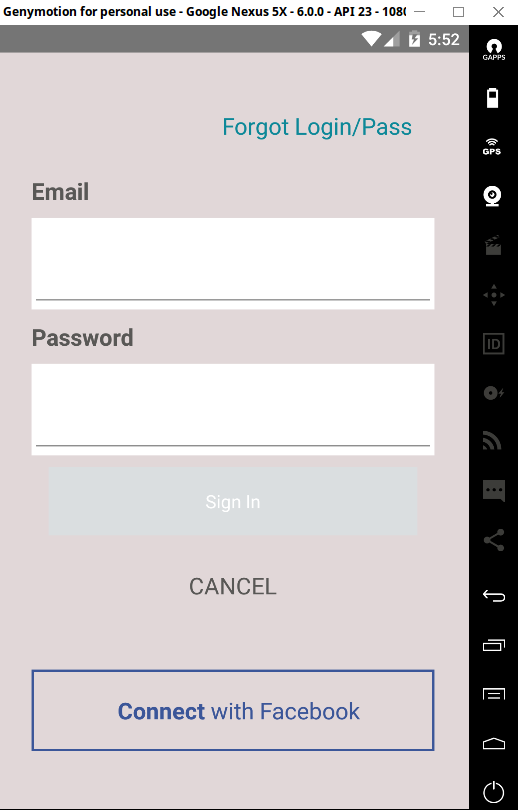 Genymotion for personal use - Google Nexus 5X - 6.0.0 - API 23 - 108
5:52
GAPPS
Forgot Login/Pass
GPS
Email
ID
Password
Sign In
CANCEL
Connect with Facebook